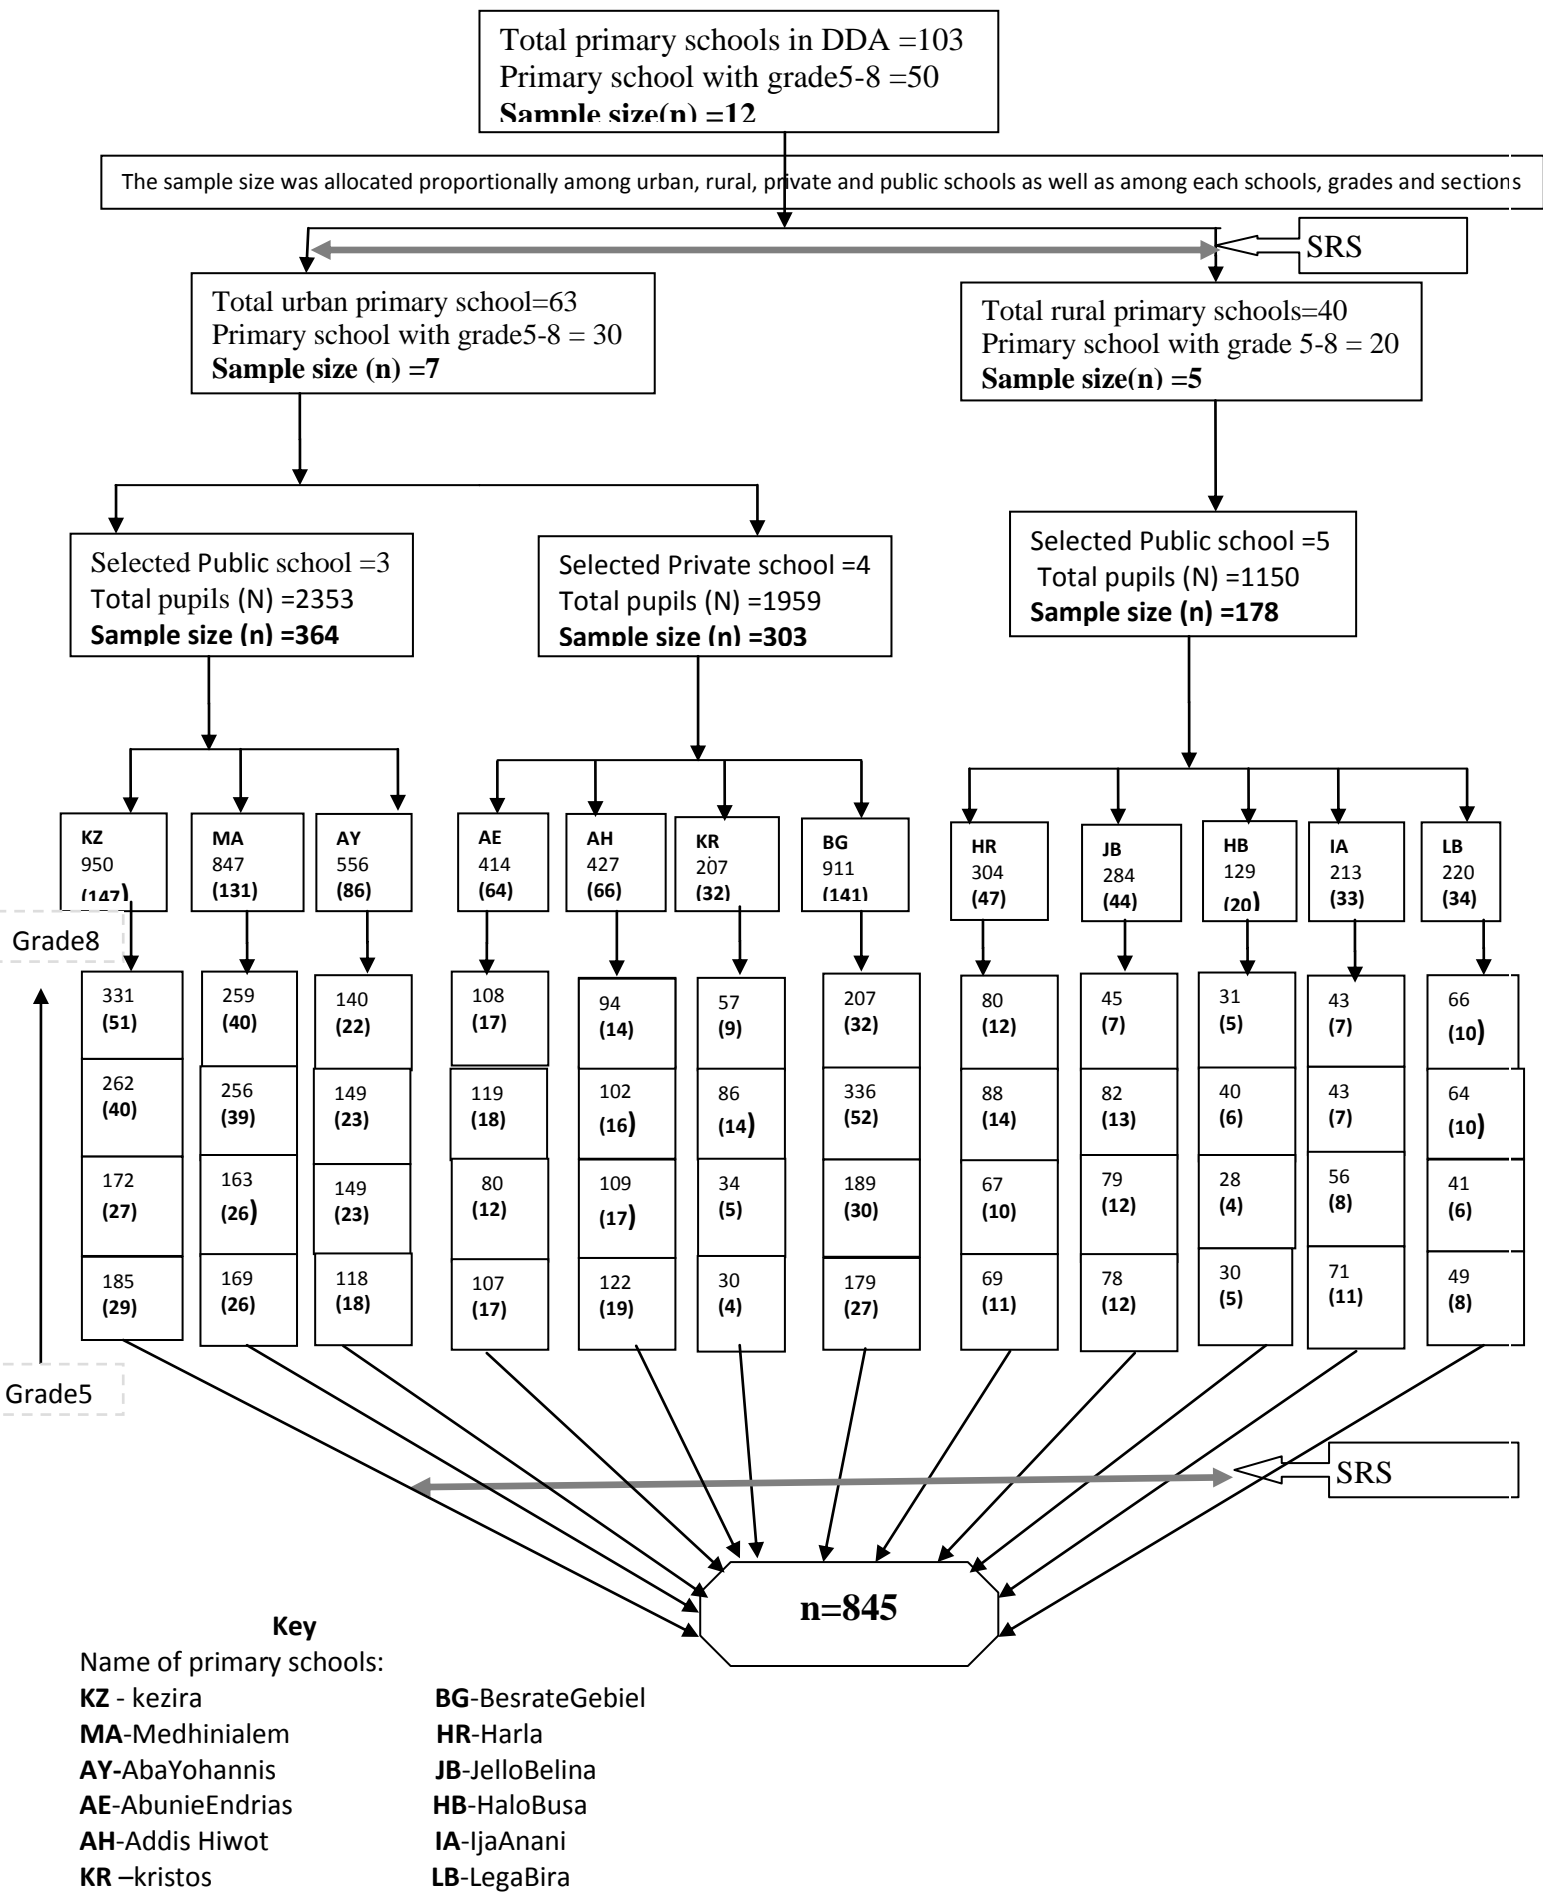 Total primary schools in DDA =103
Primary school with grade5-8 =50
Sample size(n) =12
The sample size was allocated proportionally among urban, rural, private and public schools as well as among each schools, grades and sections
SRS
Total urban primary school=63
Primary school with grade5-8 = 30
Sample size (n) =7
Total rural primary schools=40
Primary school with grade 5-8 = 20
Sample size(n) =5
Selected Public school =3
Total pupils (N) =2353
Sample size (n) =364
Selected Private school =4
Total pupils (N) =1959
Sample size (n) =303
Selected Public school =5
Total pupils (N) =1150
Sample size (n) =178
KZ
950
(147)
MA
847
(131)
AY
556
(86)
AE
414
(64)
AH
427
(66)
KR
207
(32)
BG
911
(141)
HR
304
(47)
JB
284
(44)
HB
129
(20)
IA
213
(33)
LB
220
(34)
Grade8
331
(51)
259
(40)
140
(22)
108
(17)
94
(14)
57
(9)
207
(32)
80
(12)
45
(7)
31
(5)
43
(7)
66
(10)
262
(40)
256
(39)
149
(23)
119
(18)
102
(16)
86
(14)
336
(52)
88
(14)
82
(13)
40
(6)
43
(7)
64
(10)
172
(27)
163
(26)
149
(23)
80
(12)
109
(17)
34
(5)
189
(30)
67
(10)
79
(12)
28
(4)
56
(8)
41
(6)
185
(29)
169
(26)
118
(18)
107
(17)
122
(19)
30
(4)
179
(27)
69
(11)
78
(12)
30
(5)
71
(11)
49
(8)
Grade5
SRS
n=845
Key
Name of primary schools:
KZ - kezira
MA-Medhinialem
AY-AbaYohannis
AE-AbunieEndrias
AH-Addis Hiwot
KR –kristos
BG-BesrateGebiel
HR-Harla
JB-JelloBelina
HB-HaloBusa
IA-IjaAnani
LB-LegaBira